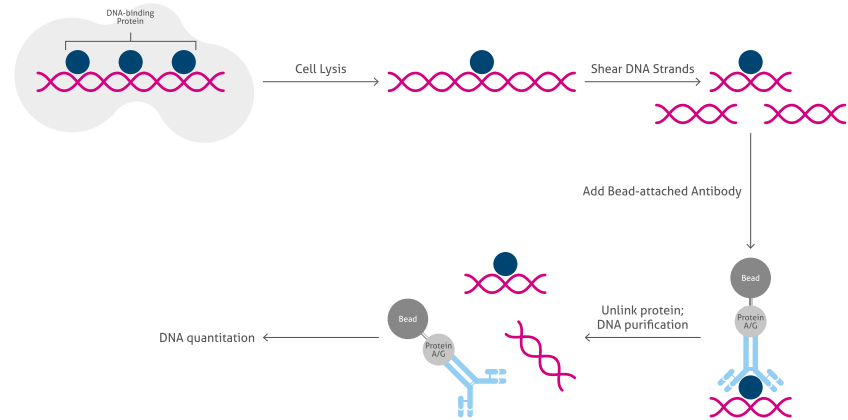 DNA-binding
Protein
Cell Lysis
Shear DNA Strands
Add Bead-attached Antibody
Bead
Protein
A/G
Unlink protein;
DNA purification
Bead
Protein
A/G
DNA quantitation